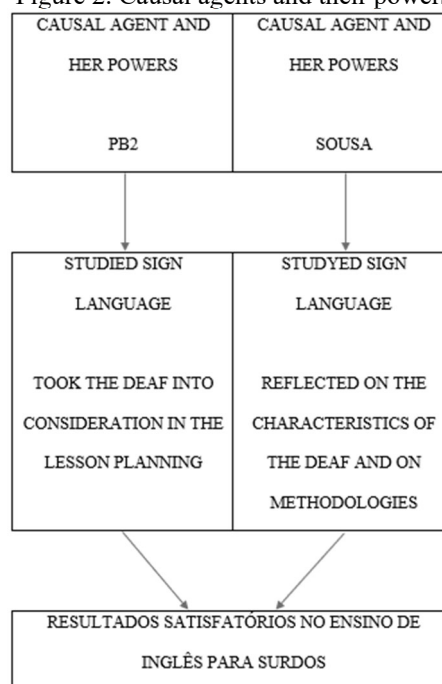 Figure 2: Causal agents and their powers
CAUSAL AGENT AND
HER POWERS
PB2
CAUSAL AGENT AND
HER POWERS
SOUSA
STUDIED SIGN
LANGUAGE
TOOK THE DEAF INTO
CONSIDERATION IN THE
LESSON PLANNING
STUDYED SIGN
LANGUAGE
REFLECTED ON THE
CHARACTERISTICS OF
THE DEAF AND ON
METHODOLOGIES
RESULTADOS SATISFATÓRIOS NO ENSINO DE
INGLÊS PARA SURDOS